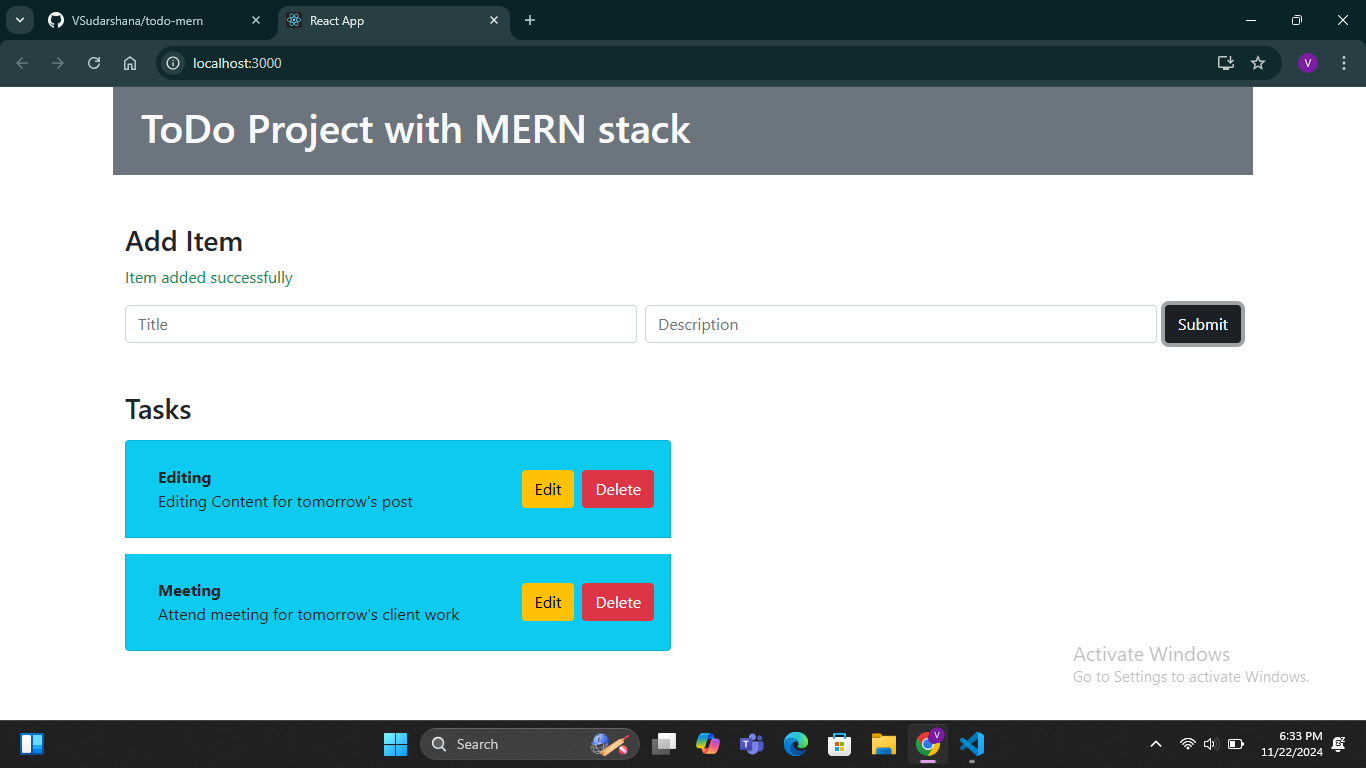 VSudarshana/todo-mern
React App
localhost:3000
V
ToDo Project with MERN stack
Add Item
Item added successfully
Title
Description
Submit
Tasks
Editing
Editing Content for tomorrow's post
Edit
Delete
Meeting
Attend meeting for tomorrow's client work
Edit
Delete
Activate Windows
Go to Settings to activate Windows.
Search
V
6:33 PM
11/22/2024